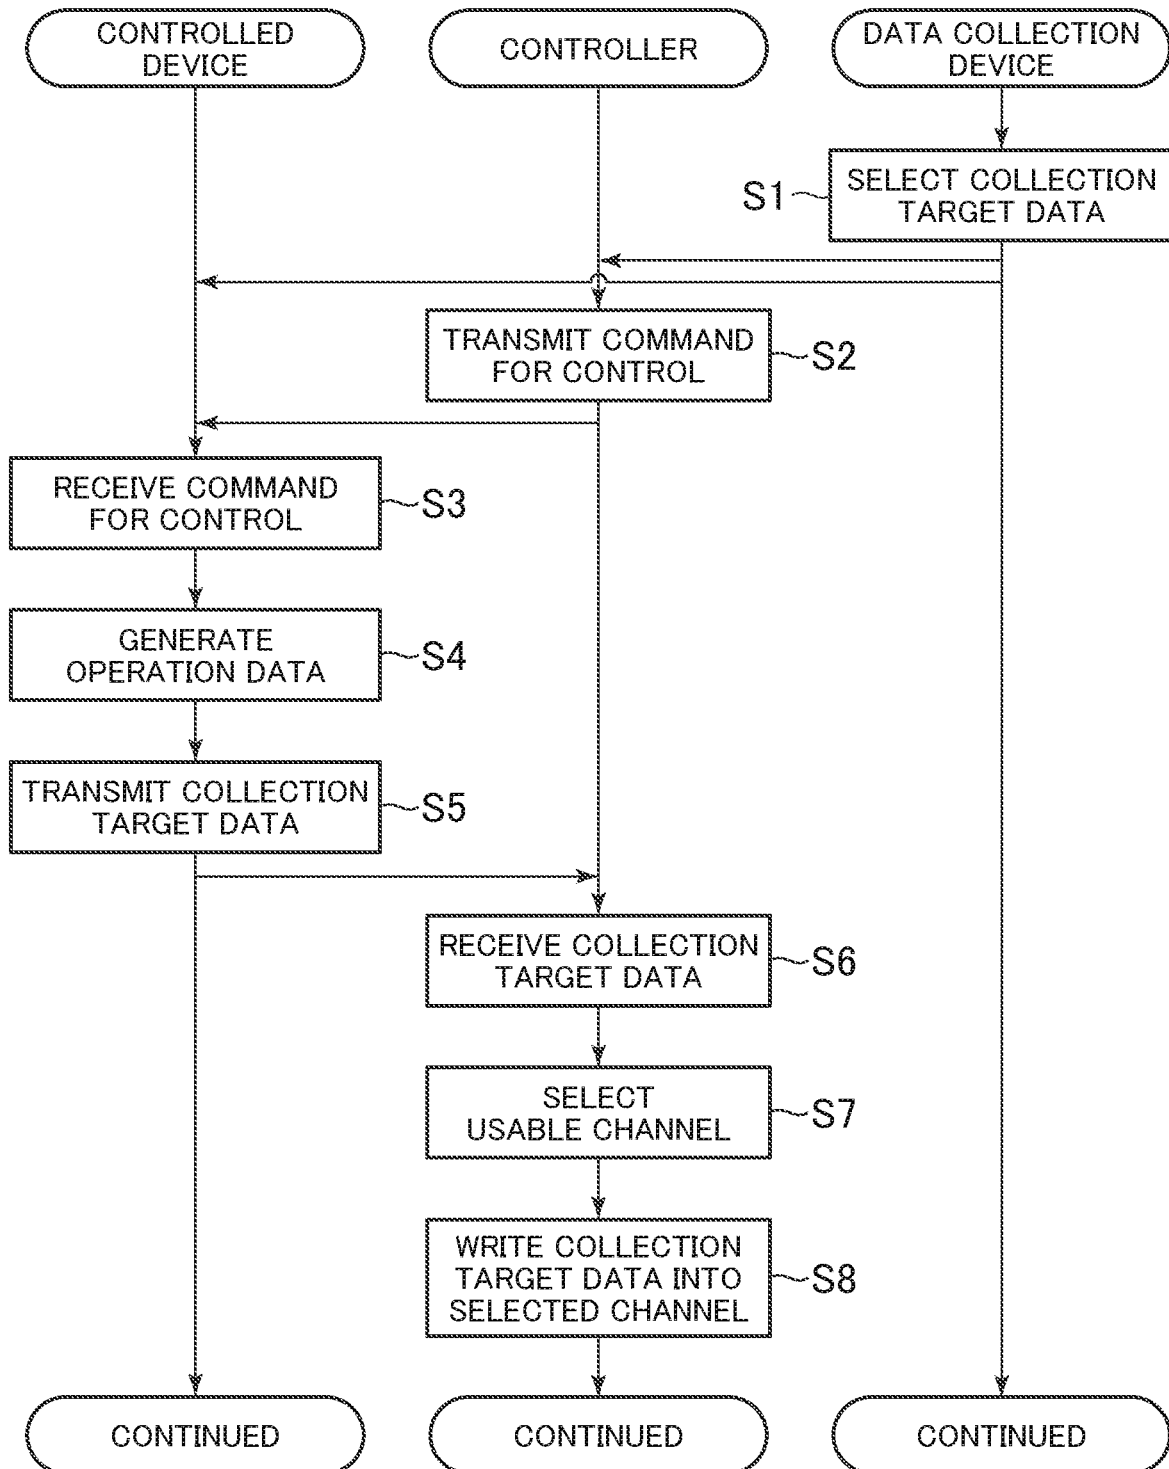 CONTROLLED
DEVICE
CONTROLLER
DATA COLLECTION
DEVICE
S1
SELECT COLLECTION
TARGET DATA
TRANSMIT COMMAND
FOR CONTROL
S2
RECEIVE COMMAND
FOR CONTROL
S3
GENERATE
OPERATION DATA
S4
TRANSMIT COLLECTION
TARGET DATA
S5
RECEIVE COLLECTION
TARGET DATA
S6
SELECT
USABLE CHANNEL
S7
WRITE COLLECTION
TARGET DATA INTO
SELECTED CHANNEL
S8
CONTINUED
CONTINUED
CONTINUED